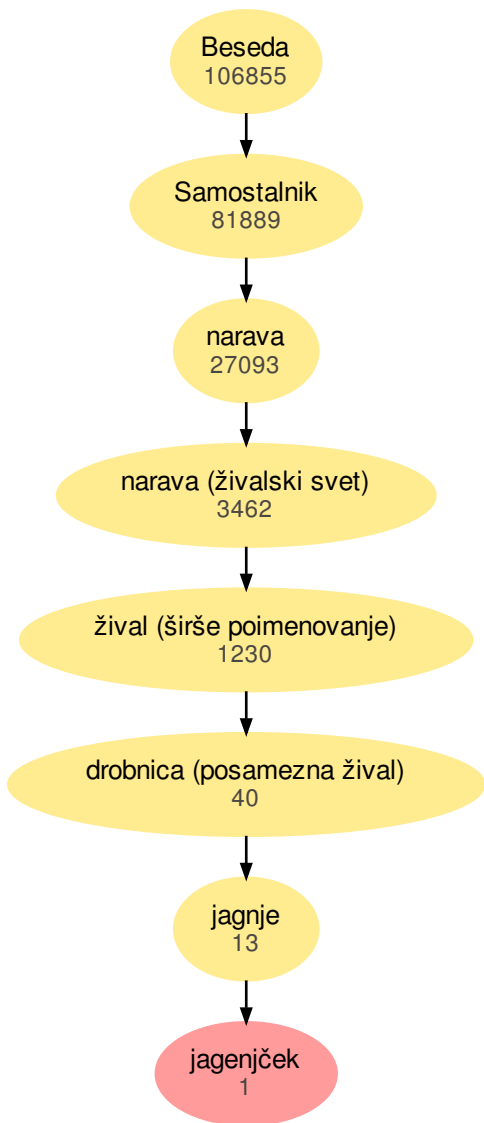 Beseda
106855
Samostalnik
81889
narava
27093
narava (živalski svet)
3462
žival (širše poimenovanje)
1230
drobnica (posamezna žival)
40
jagnje
13
jagenjček
1